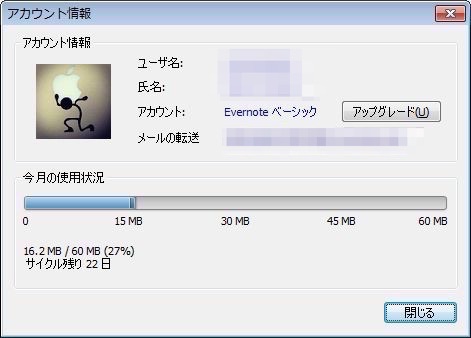 アカウント情報
アカウント情報
ユーザ名:
氏名:
アカウント: Evernote ベーシック アップグレード(U)
メールの転送
今月の使用状況
0 15 MB 30 MB 45 MB 60 MB
16.2 MB / 60 MB (27%)
サイクル残り 22 日
閉じる